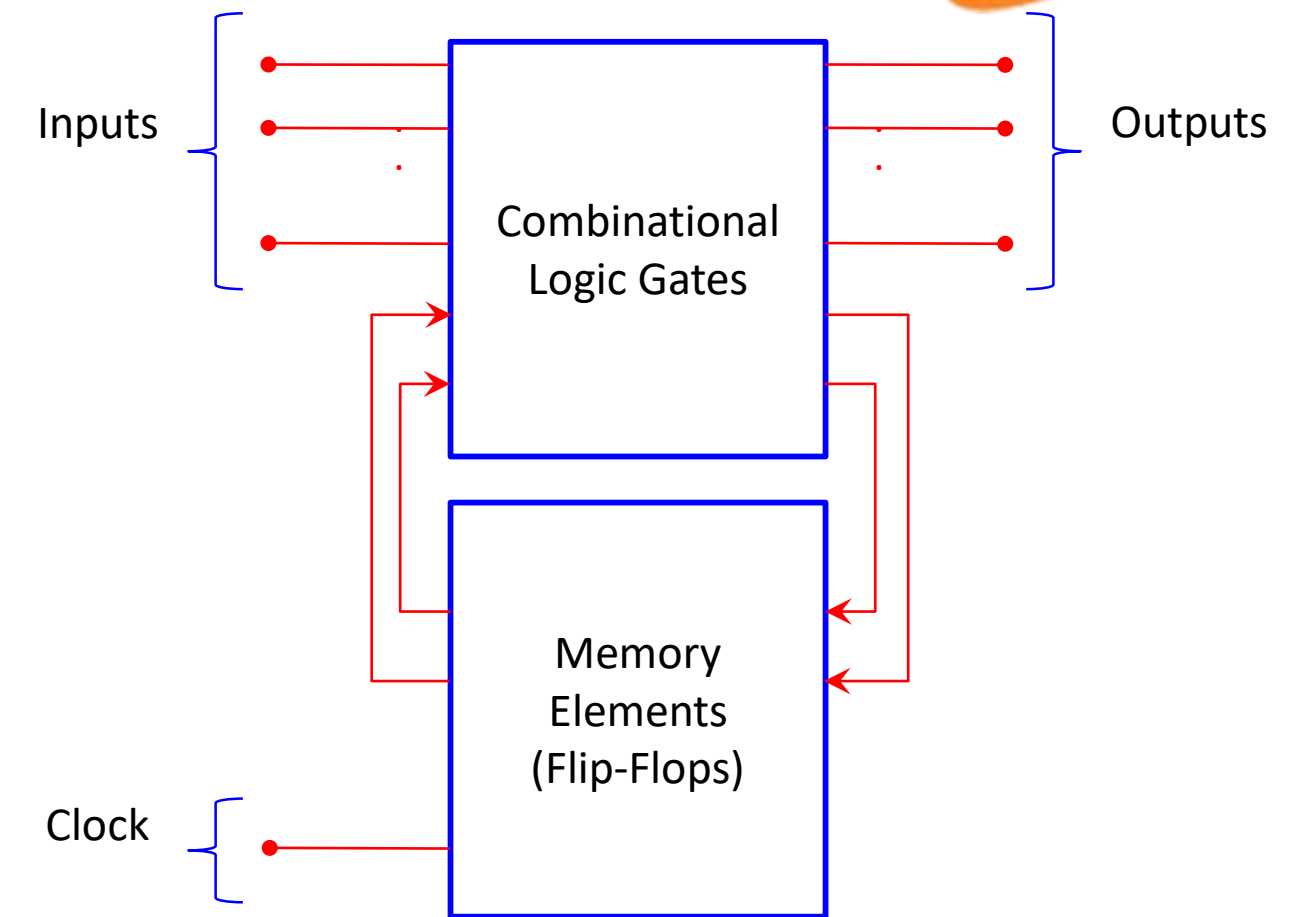 Inputs
Outputs
Combinational
Logic Gates
Memory
Elements
(Flip-Flops)
Clock